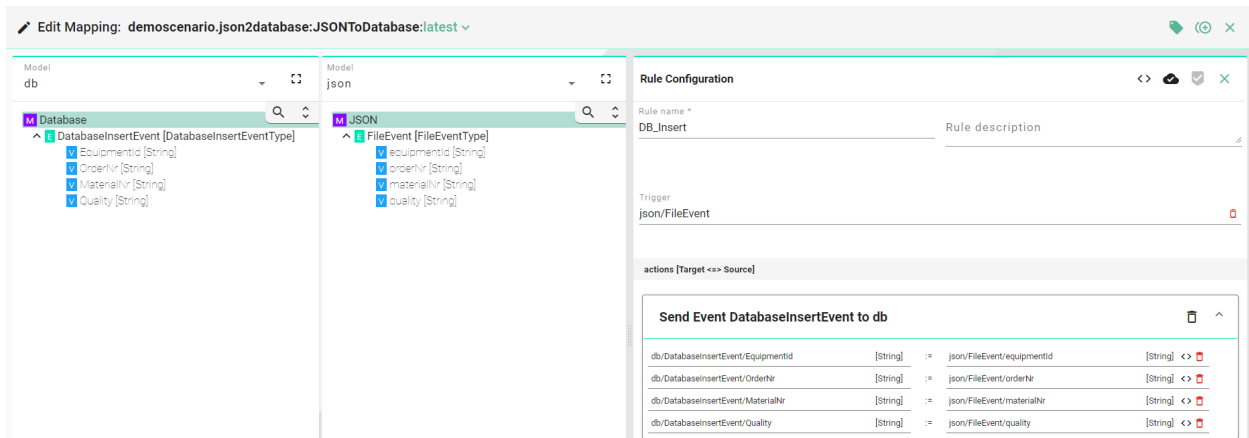 Edit Mapping: demoscenario.json2database:JSONToDatabase:latest
Model
db
M Database
E DatabaseInsertEvent [DatabaseInsertEventType]
V EquipmentId [String]
V OrderNr [String]
V MaterialNr [String]
V Quality [String]
Model
json
M JSON
E FileEvent [FileEventType]
V equipmentId [String]
V orderNr [String]
V materialNr [String]
V quality [String]
Rule Configuration
Rule name *
DB_Insert
Rule description
Trigger
json/FileEvent
actions [Target <=> Source]
Send Event DatabaseInsertEvent to db
db/DatabaseInsertEvent/EquipmentId [String] := json/FileEvent/equipmentId [String] <>
db/DatabaseInsertEvent/OrderNr [String] := json/FileEvent/orderNr [String] <>
db/DatabaseInsertEvent/MaterialNr [String] := json/FileEvent/materialNr [String] <>
db/DatabaseInsertEvent/Quality [String] := json/FileEvent/quality [String] <>